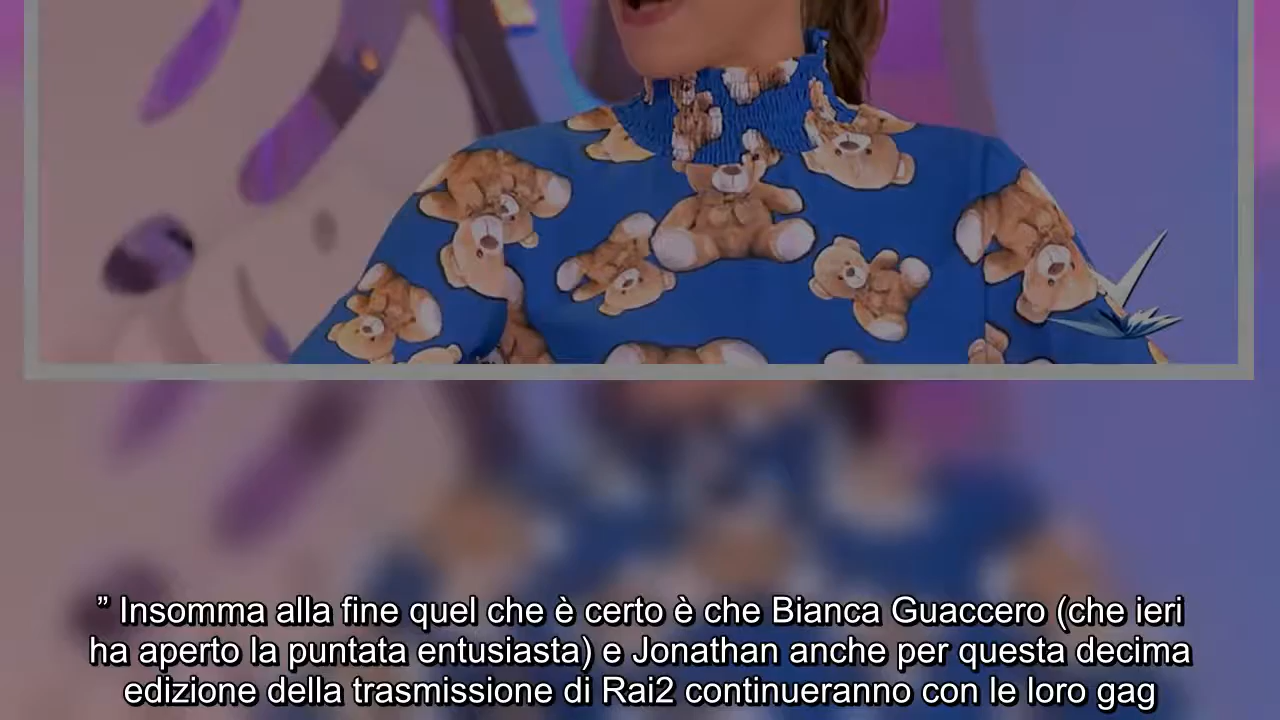 ” Insomma alla fine quel che è certo è che Bianca Guaccero (che ieri
ha aperto la puntata entusiasta) e Jonathan anche per questa decima
edizione della trasmissione di Rai2 continueranno con le loro gag